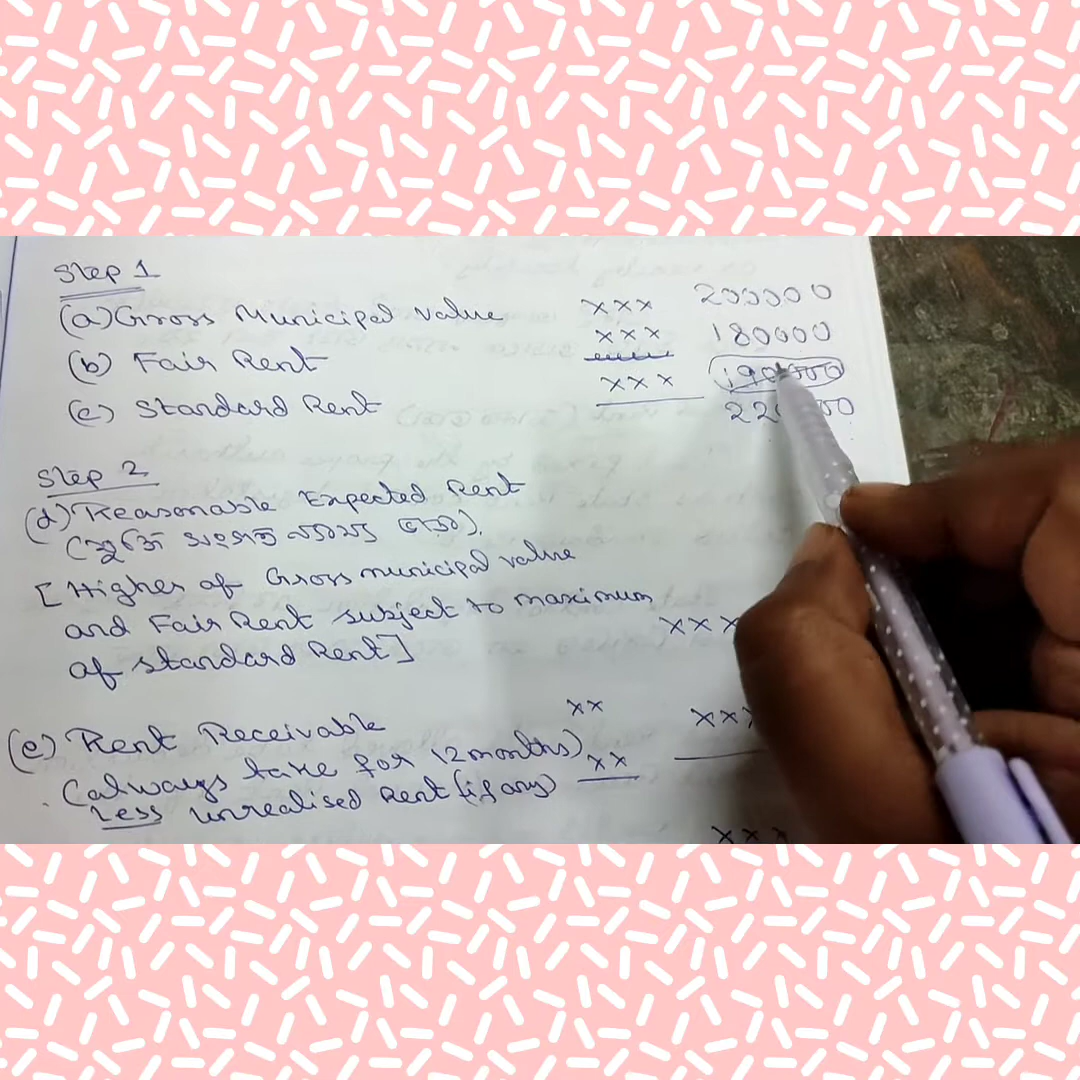 Step 1
(a) Gross Municipal Value xxx 200000
(b) Fair Rent xxx 180000
(c) Standard Rent xxx 190000
Step 2
(d) Reasonable Expected Rent
[Higher of Gross municipal value
and Fair Rent subject to maximum
of standard Rent] xxx
(e) Rent Receivable xx xxx
(always take for 12 months)
Less unrealised Rent (if any) xx
xxx